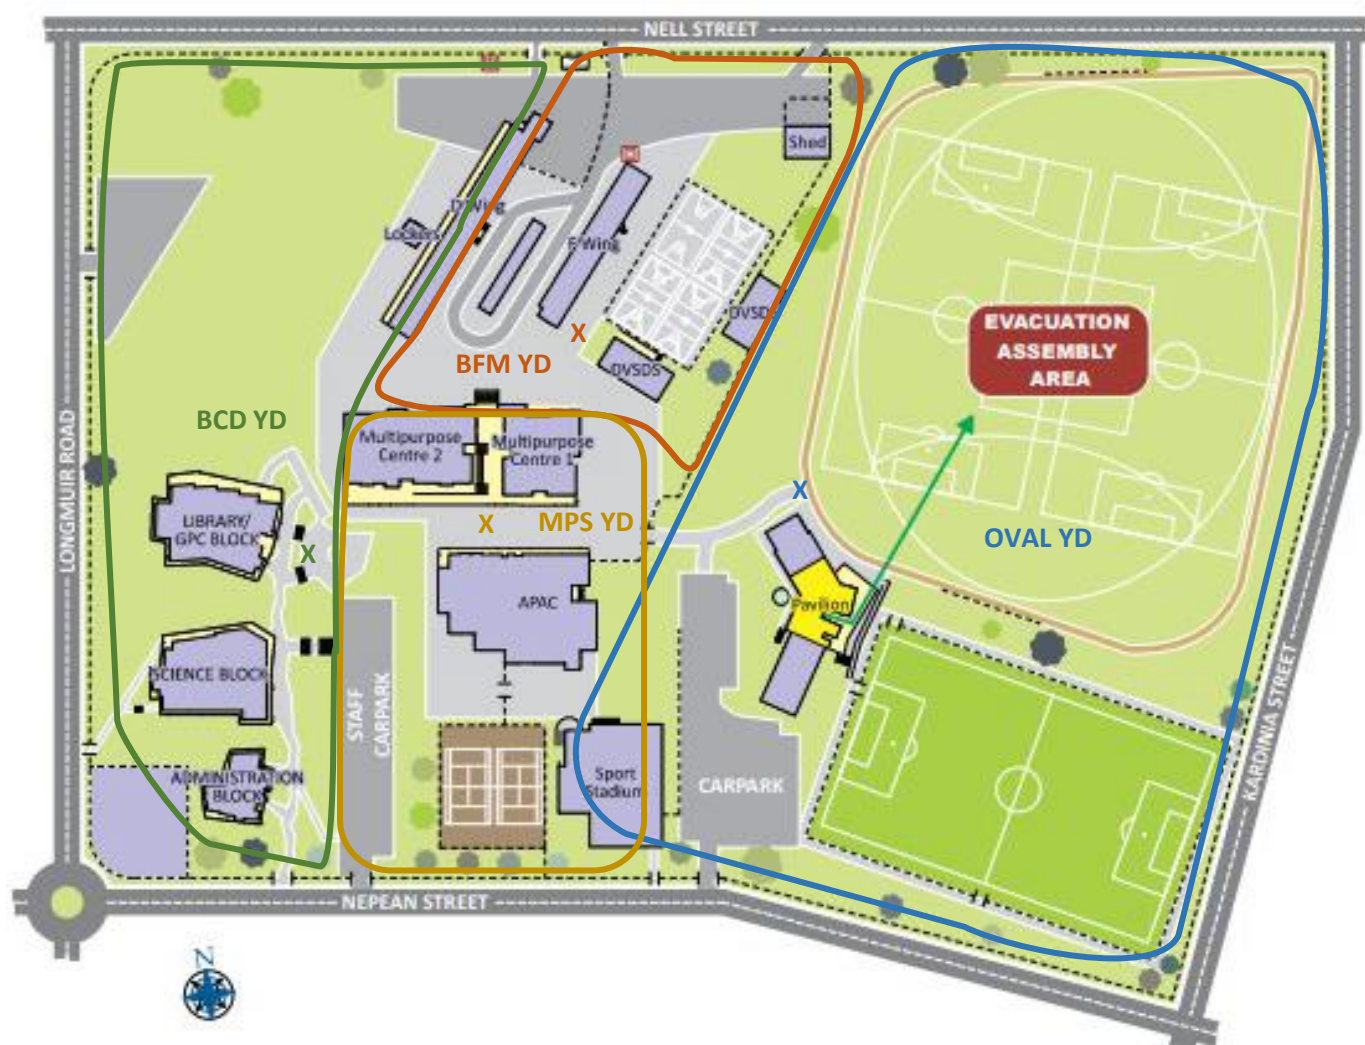 NELL STREET
Shed
D Wing
Lockers
F Wing
DVSDS
EVACUATION
ASSEMBLY
AREA
X
BFM YD
DVSDS
LONGMUIR ROAD
BCD YD
Multipurpose
Centre 2
Multipurpose
Centre 1
X
X
MPS YD
LIBRARY/
GPC BLOCK
X
OVAL YD
APAC
Pavilion
SCIENCE BLOCK
STAFF
CARPARK
KARDINIA STREET
ADMINISTRATION
BLOCK
Sport
Stadium
CARPARK
NEPEAN STREET
N